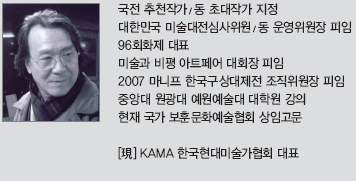 국전 추천작가/동 초대작가 지정
대한민국 미술대전심사위원/동 운영위원장 피임
96회화제 대표
미술과 비평 아트페어 대회장 피임
2007 마니프 한국구상대제전 조직위원장 피임
중앙대 원광대 예원예술대 대학원 강의
현재 국가 보훈문화예술협회 상임고문
[現] KAMA 한국현대미술가협회 대표